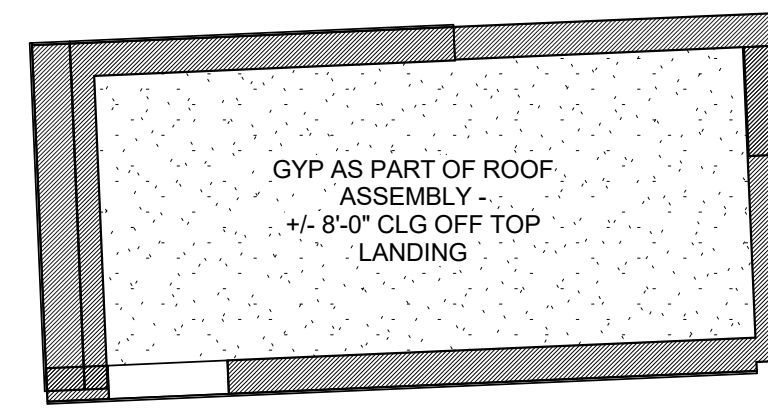 GYP AS PART OF ROOF
ASSEMBLY -
+/- 8'-0" CLG OFF TOP
LANDING